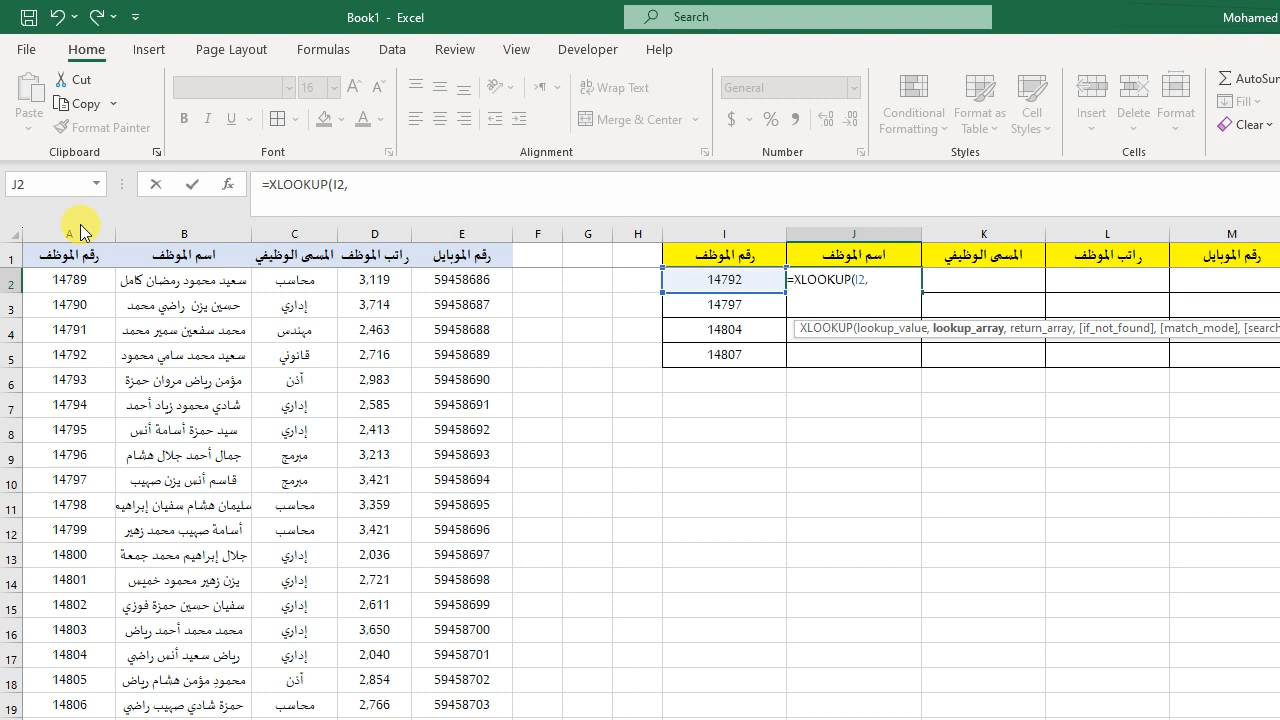 Book1 - Excel
Search
Mohamed
File Home Insert Page Layout Formulas Data Review View Developer Help
Paste
Cut
Copy
Format Painter
Clipboard
16
B I U
Font
Wrap Text
Merge & Center
Alignment
General
$ %
Number
Conditional Formatting
Format as Table
Cell Styles
Styles
Insert
Delete
Format
Cells
AutoSum
Fill
Clear
J2
fx
=XLOOKUP(I2,
A B C D E F G H I J K L M
1 رقم الموظف اسم الموظف المسمى الوظيفي راتب الموظف رقم الموبايل رقم الموظف اسم الموظف المسمى الوظيفي راتب الموظف رقم الموبايل
2 14789 سعيد محمود رمضان كامل محاسب 3,119 59458686 14792 =XLOOKUP(I2,
3 14790 حسين يزن راضي محمد إداري 3,714 59458687 14797
XLOOKUP(lookup_value, lookup_array, return_array, [if_not_found], [match_mode], [search
4 14791 محمد سفعين سمير محمد مهندس 2,463 59458688 14804
5 14792 سعيد محمد سامي محمود قانوني 2,716 59458689 14807
6 14793 مؤمن رياض مروان حمزة آذن 2,983 59458690
7 14794 شادي محمود زياد أحمد إداري 2,585 59458691
8 14795 سيد حمزة أسامة أنس إداري 2,413 59458692
9 14796 جمال أحمد جلال هشام مبرمج 3,213 59458693
10 14797 قاسم أنس يزن صهيب مبرمج 3,421 59458694
11 14798 سليمان هشام سفيان إبراهيم محاسب 3,359 59458695
12 14799 أسامة صهيب محمد زهير محاسب 3,421 59458696
13 14800 جلال إبراهيم محمد جمعة إداري 2,036 59458697
14 14801 يزن زهير محمود خميس إداري 2,721 59458698
15 14802 سفيان حسين حمزة فوزي إداري 2,611 59458699
16 14803 محمد محمد أحمد رياض إداري 3,650 59458700
17 14804 رياض سعيد أنس راضي إداري 2,040 59458701
18 14805 محمود مؤمن هشام رياض آذن 2,854 59458702
19 14806 حمزة شادي صهيب راضي محاسب 2,766 59458703